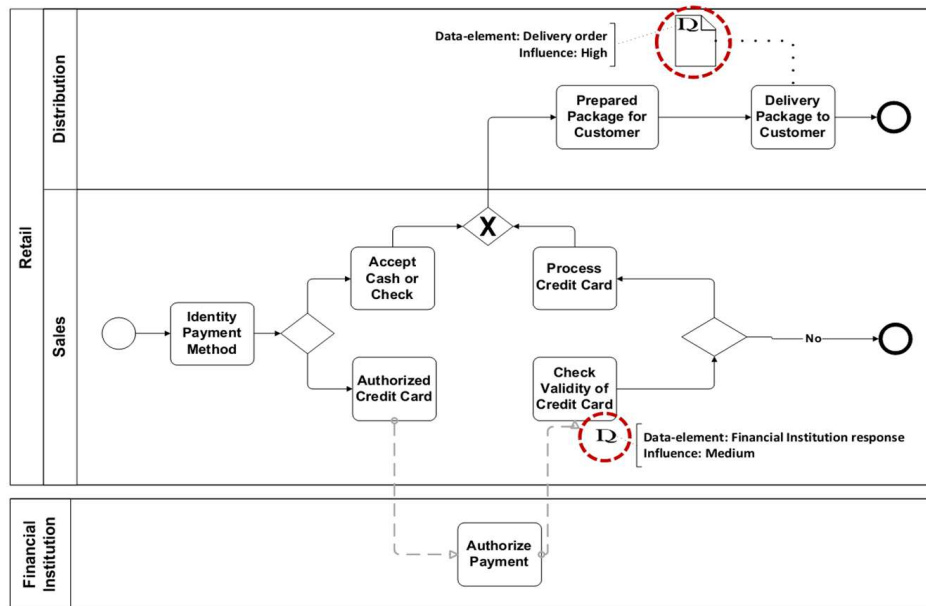 Retail
Distribution
Data-element: Delivery order
Influence: High
DQ
Prepared
Package for
Customer
Delivery
Package to
Customer
Sales
X
Accept
Cash or
Check
Process
Credit Card
Identity
Payment
Method
No
Authorized
Credit Card
Check
Validity of
Credit Card
DQ
Data-element: Financial Institution response
Influence: Medium
Financial
Institution
Authorize
Payment